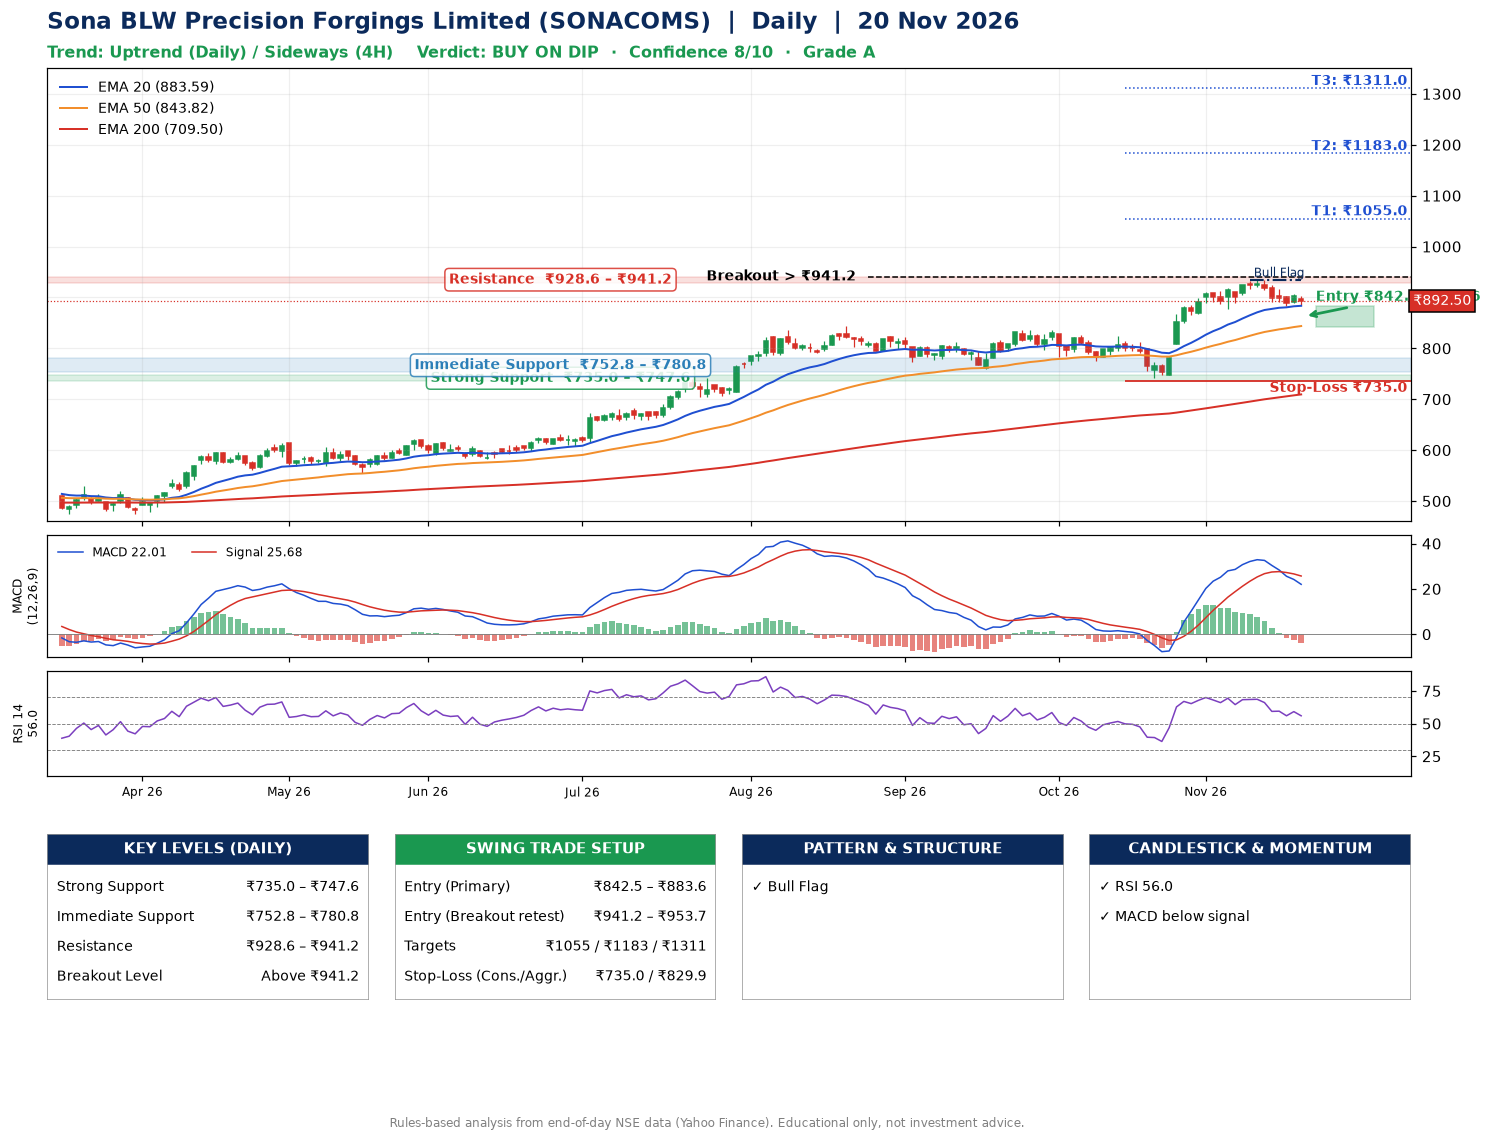 Sona BLW Precision Forgings Limited (SONACOMS)  |  Daily  |  20 Nov 2026
Trend: Uptrend (Daily) / Sideways (4H)    Verdict: BUY ON DIP  ·  Confidence 8/10  ·  Grade A
EMA 20 (883.59)
EMA 50 (843.82)
EMA 200 (709.50)
T3: ₹1311.0
T2: ₹1183.0
T1: ₹1055.0
Resistance  ₹928.6 – ₹941.2
Breakout > ₹941.2
Bull Flag
Entry ₹842.
₹892.50
Immediate Support  ₹752.8 – ₹780.8
Strong Support  ₹735.0 – ₹747.6
Stop-Loss ₹735.0
1300
1200
1100
1000
800
700
600
500
MACD 22.01
Signal 25.68
MACD
(12,26,9)
40
20
0
RSI 14
56.0
75
50
25
Apr 26
May 26
Jun 26
Jul 26
Aug 26
Sep 26
Oct 26
Nov 26
KEY LEVELS (DAILY)
Strong Support ₹735.0 – ₹747.6
Immediate Support ₹752.8 – ₹780.8
Resistance ₹928.6 – ₹941.2
Breakout Level Above ₹941.2
SWING TRADE SETUP
Entry (Primary) ₹842.5 – ₹883.6
Entry (Breakout retest) ₹941.2 – ₹953.7
Targets ₹1055 / ₹1183 / ₹1311
Stop-Loss (Cons./Aggr.) ₹735.0 / ₹829.9
PATTERN & STRUCTURE
✓ Bull Flag
CANDLESTICK & MOMENTUM
✓ RSI 56.0
✓ MACD below signal
Rules-based analysis from end-of-day NSE data (Yahoo Finance). Educational only, not investment advice.